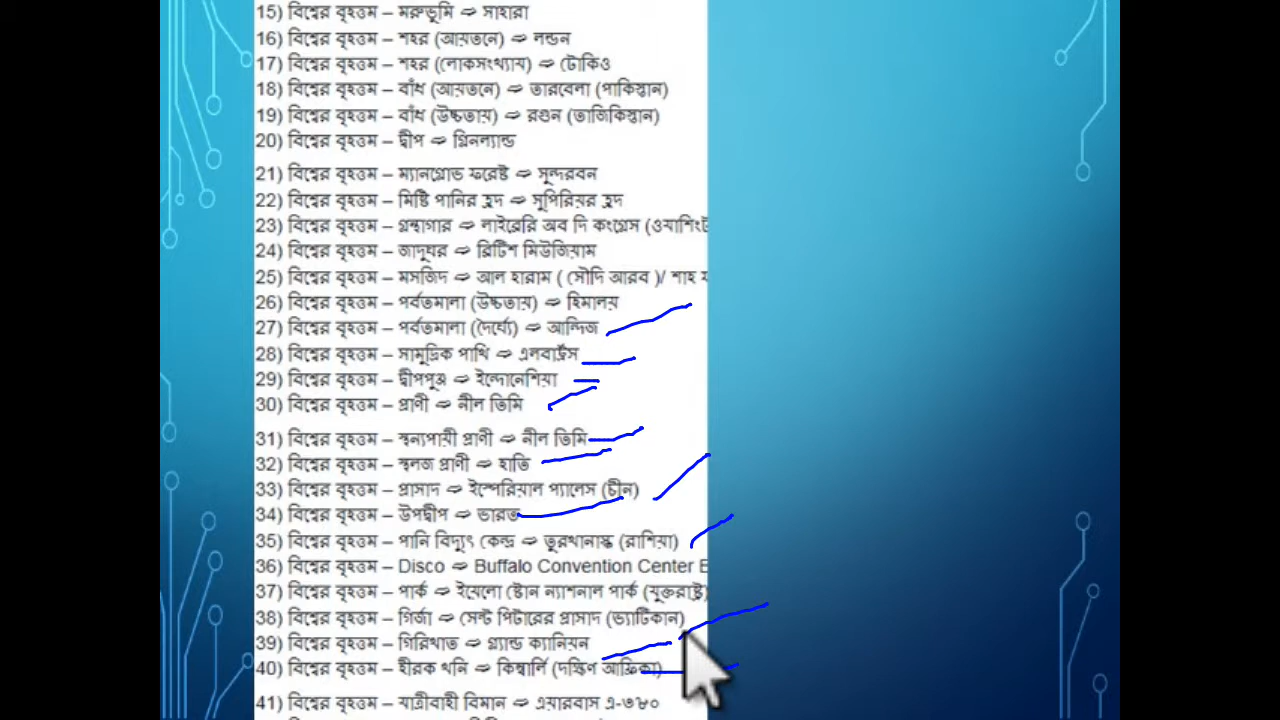 15) বিশ্বের বৃহত্তম – মরুভূমি ⇨ সাহারা
16) বিশ্বের বৃহত্তম – শহর (আয়তনে) ⇨ লন্ডন
17) বিশ্বের বৃহত্তম – শহর (লোকসংখ্যায়) ⇨ টোকিও
18) বিশ্বের বৃহত্তম – বাঁধ (আয়তনে) ⇨ তারবেলা (পাকিস্তান)
19) বিশ্বের বৃহত্তম – বাঁধ (উচ্চতায়) ⇨ রগুন (তাজিকিস্তান)
20) বিশ্বের বৃহত্তম – দ্বীপ ⇨ গ্রিনল্যান্ড
21) বিশ্বের বৃহত্তম – ম্যানগ্রোভ ফরেষ্ট ⇨ সুন্দরবন
22) বিশ্বের বৃহত্তম – মিষ্টি পানির হ্রদ ⇨ সুপিরিয়র হ্রদ
23) বিশ্বের বৃহত্তম – গ্রন্থাগার ⇨ লাইব্রেরি অব দি কংগ্রেস (ওয়াশিংট
24) বিশ্বের বৃহত্তম – জাদুঘর ⇨ ব্রিটিশ মিউজিয়াম
25) বিশ্বের বৃহত্তম – মসজিদ ⇨ আল হারাম ( সৌদি আরব )/ শাহ
26) বিশ্বের বৃহত্তম – পর্বতমালা (উচ্চতায়) ⇨ হিমালয়
27) বিশ্বের বৃহত্তম – পর্বতমালা (দৈর্ঘ্যে) ⇨ আন্দিজ
28) বিশ্বের বৃহত্তম – সামুদ্রিক পাখি ⇨ এলবাট্রস
29) বিশ্বের বৃহত্তম – দ্বীপপুঞ্জ ⇨ ইন্দোনেশিয়া
30) বিশ্বের বৃহত্তম – প্রাণী ⇨ নীল তিমি
31) বিশ্বের বৃহত্তম – স্তন্যপায়ী প্রাণী ⇨ নীল তিমি
32) বিশ্বের বৃহত্তম – স্থলজ প্রাণী ⇨ হাতি
33) বিশ্বের বৃহত্তম – প্রাসাদ ⇨ ইম্পেরিয়াল প্যালেস (চীন)
34) বিশ্বের বৃহত্তম – উপদ্বীপ ⇨ ভারত
35) বিশ্বের বৃহত্তম – পানি বিদ্যুৎ কেন্দ্র ⇨ তুরখানাস্ক (রাশিয়া)
36) বিশ্বের বৃহত্তম – Disco ⇨ Buffalo Convention Center
37) বিশ্বের বৃহত্তম – পার্ক ⇨ ইয়েলো ষ্টোন ন্যাশনাল পার্ক (যুক্তরাষ্ট্র)
38) বিশ্বের বৃহত্তম – গির্জা ⇨ সেন্ট পিটারের প্রাসাদ (ভ্যাটিকান)
39) বিশ্বের বৃহত্তম – গিরিখাত ⇨ গ্র্যান্ড ক্যানিয়ন
40) বিশ্বের বৃহত্তম – হীরক খনি ⇨ কিম্বার্লি (দক্ষিণ আফ্রিকা)
41) বিশ্বের বৃহত্তম – যাত্রীবাহী বিমান ⇨ এয়ারবাস এ-৩৮০